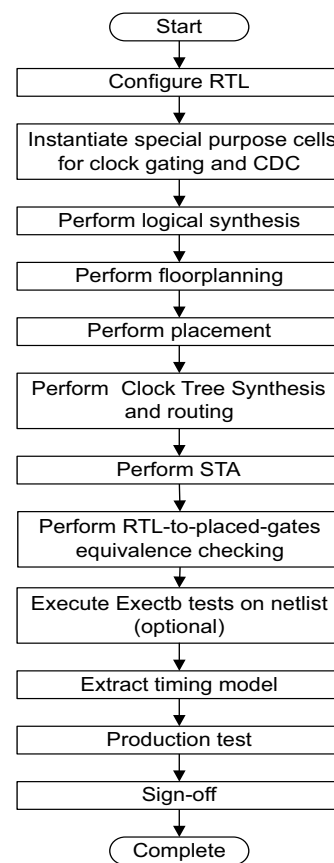 Start
Configure RTL
Instantiate special purpose cells
for clock gating and CDC
Perform logical synthesis
Perform floorplanning
Perform placement
Perform Clock Tree Synthesis
and routing
Perform STA
Perform RTL-to-placed-gates
equivalence checking
Execute Exectb tests on netlist
(optional)
Extract timing model
Production test
Sign-off
Complete